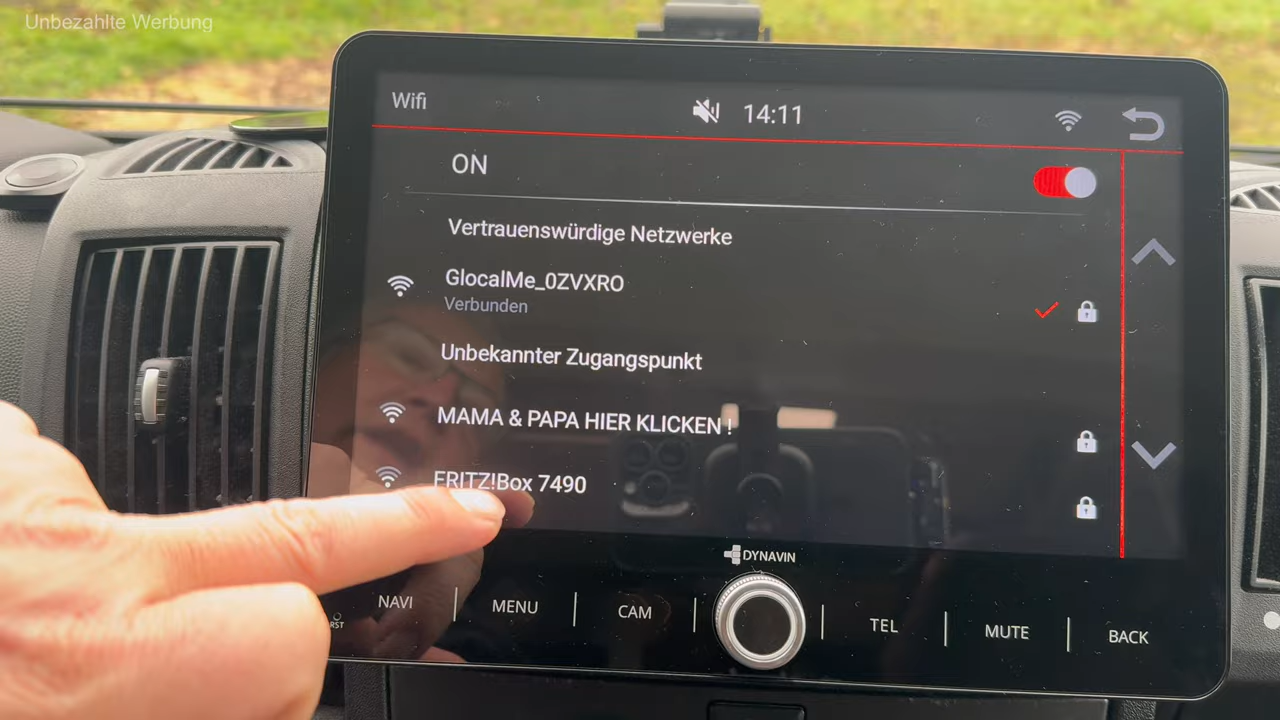 Unbezahlte Werbung
Wifi
14:11
ON
Vertrauenswürdige Netzwerke
GlocalMe_0ZVXRO
Verbunden
Unbekannter Zugangspunkt
MAMA & PAPA HIER KLICKEN !
FRITZ!Box 7490
DYNAVIN
RST
NAVI
MENU
CAM
TEL
MUTE
BACK